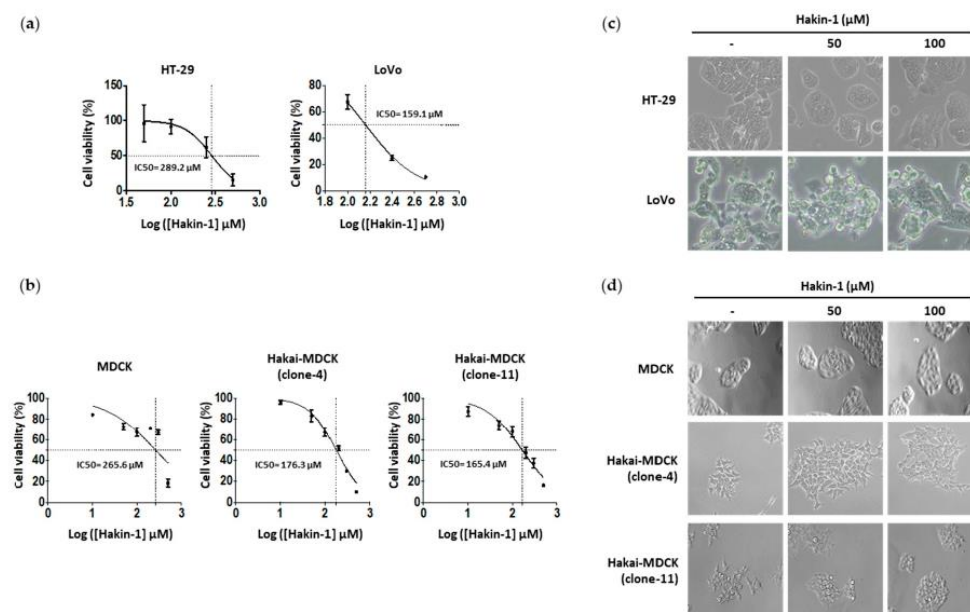 (a)
HT-29
Cell viability (%)
150
100
50
0
IC50= 289.2 µM
1.5 2.0 2.5 3.0
Log ([Hakin-1] µM)
LoVo
Cell viability (%)
80
60
40
20
0
IC50= 159.1 µM
1.8 2.0 2.2 2.4 2.6 2.8 3.0
Log ([Hakin-1] µM)
(b)
MDCK
Cell viability (%)
100
80
60
40
20
0
IC50= 265.6 µM
0 1 2 3
Log ([Hakin-1] µM)
Hakai-MDCK
(clone-4)
Cell viability (%)
100
80
60
40
20
0
IC50= 176.3 µM
0 1 2 3
Log ([Hakin-1] µM)
Hakai-MDCK
(clone-11)
Cell viability (%)
100
80
60
40
20
0
IC50= 165.4 µM
0 1 2 3
Log ([Hakin-1] µM)
(c)
Hakin-1 (µM)
- 50 100
HT-29
LoVo
(d)
Hakin-1 (µM)
- 50 100
MDCK
Hakai-MDCK
(clone-4)
Hakai-MDCK
(clone-11)